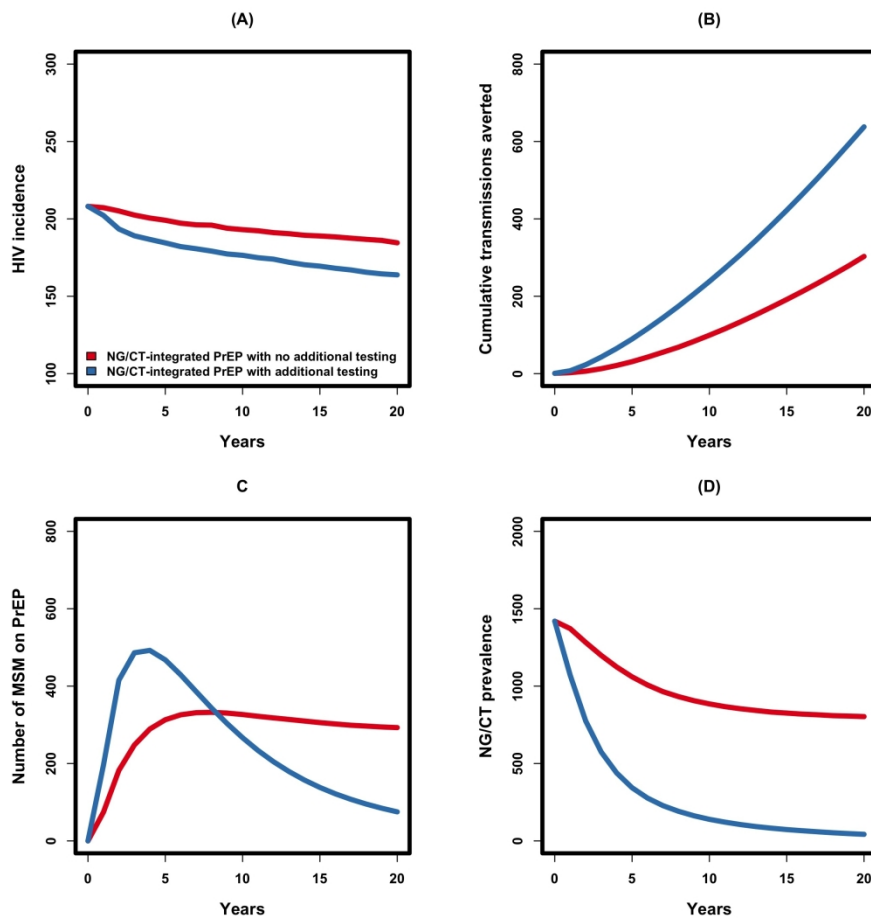 (A)
HIV incidence
300
250
200
150
100
NG/CT-integrated PrEP with no additional testing
NG/CT-integrated PrEP with additional testing
0 5 10 15 20
Years
(B)
Cumulative transmissions averted
800
600
400
200
0
0 5 10 15 20
Years
C
Number of MSM on PrEP
800
600
400
200
0
0 5 10 15 20
Years
(D)
NG/CT prevalence
2000
1500
1000
500
0
0 5 10 15 20
Years